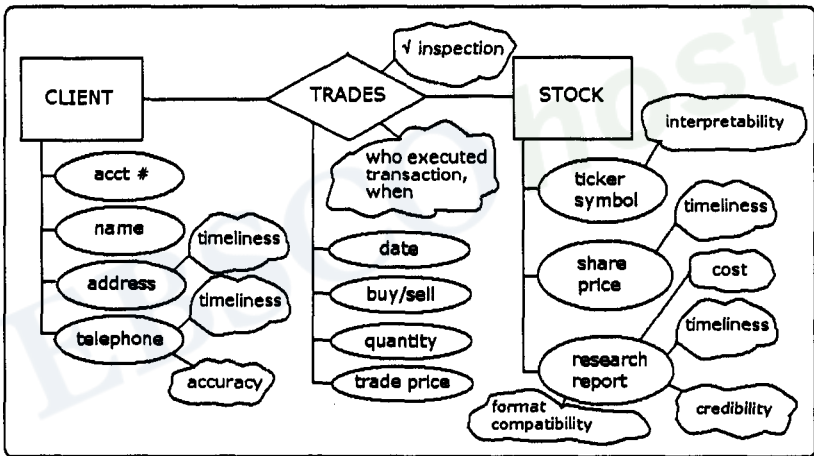 √ inspection
CLIENT
TRADES
STOCK
interpretability
who executed
transaction,
when
acct #
ticker
symbol
name
timeliness
timeliness
date
address
share
price
cost
timeliness
buy/sell
timeliness
telephone
quantity
research
report
accuracy
trade price
format
compatibility
credibility
EBSCOhost